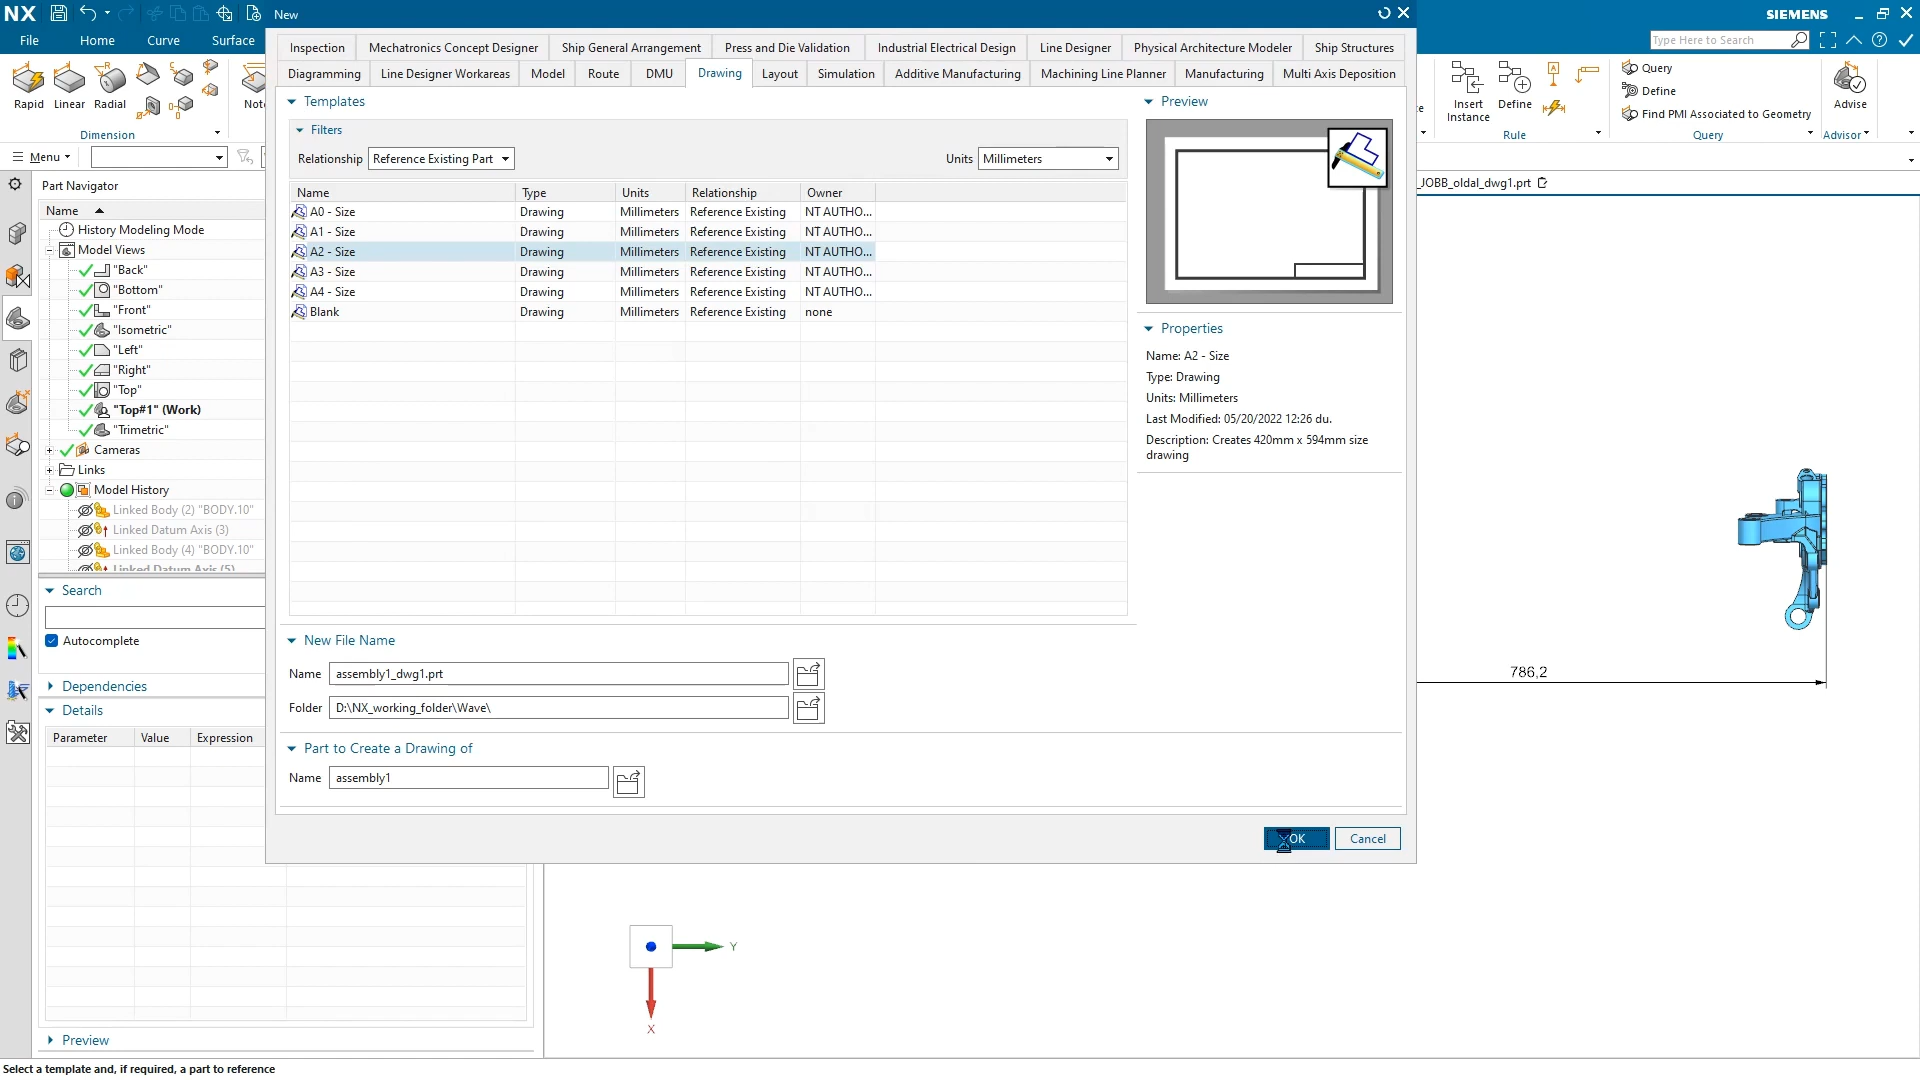 NX
New
SIEMENS
File
Home
Curve
Surface
Type Here to Search
Inspection
Mechatronics Concept Designer
Ship General Arrangement
Press and Die Validation
Industrial Electrical Design
Line Designer
Physical Architecture Modeler
Ship Structures
Diagramming
Line Designer Workareas
Model
Route
DMU
Drawing
Layout
Simulation
Additive Manufacturing
Machining Line Planner
Manufacturing
Multi Axis Deposition
Rapid
Linear
Radial
Dimension
Insert
Instance
Define
Rule
Query
Define
Find PMI Associated to Geometry
Query
Advise
Advisor
Menu
_JOBB_oldal_dwg1.prt
Part Navigator
Name
History Modeling Mode
Model Views
"Back"
"Bottom"
"Front"
"Isometric"
"Left"
"Right"
"Top"
"Top#1" (Work)
"Trimetric"
Cameras
Links
Model History
Linked Body (2) "BODY.10"
Linked Datum Axis (3)
Linked Body (4) "BODY.10"
Linked Datum Axis (5)
Search
Autocomplete
Dependencies
Details
Parameter Value Expression
Preview
Templates
Filters
Relationship Reference Existing Part
Units Millimeters
Name Type Units Relationship Owner
A0 - Size Drawing Millimeters Reference Existing NT AUTHO...
A1 - Size Drawing Millimeters Reference Existing NT AUTHO...
A2 - Size Drawing Millimeters Reference Existing NT AUTHO...
A3 - Size Drawing Millimeters Reference Existing NT AUTHO...
A4 - Size Drawing Millimeters Reference Existing NT AUTHO...
Blank Drawing Millimeters Reference Existing none
Preview
Properties
Name: A2 - Size
Type: Drawing
Units: Millimeters
Last Modified: 05/20/2022 12:26 du.
Description: Creates 420mm x 594mm size
drawing
New File Name
Name assembly1_dwg1.prt
Folder D:\NX_working_folder\Wave\
Part to Create a Drawing of
Name assembly1
OK
Cancel
786,2
Y
X
Select a template and, if required, a part to reference